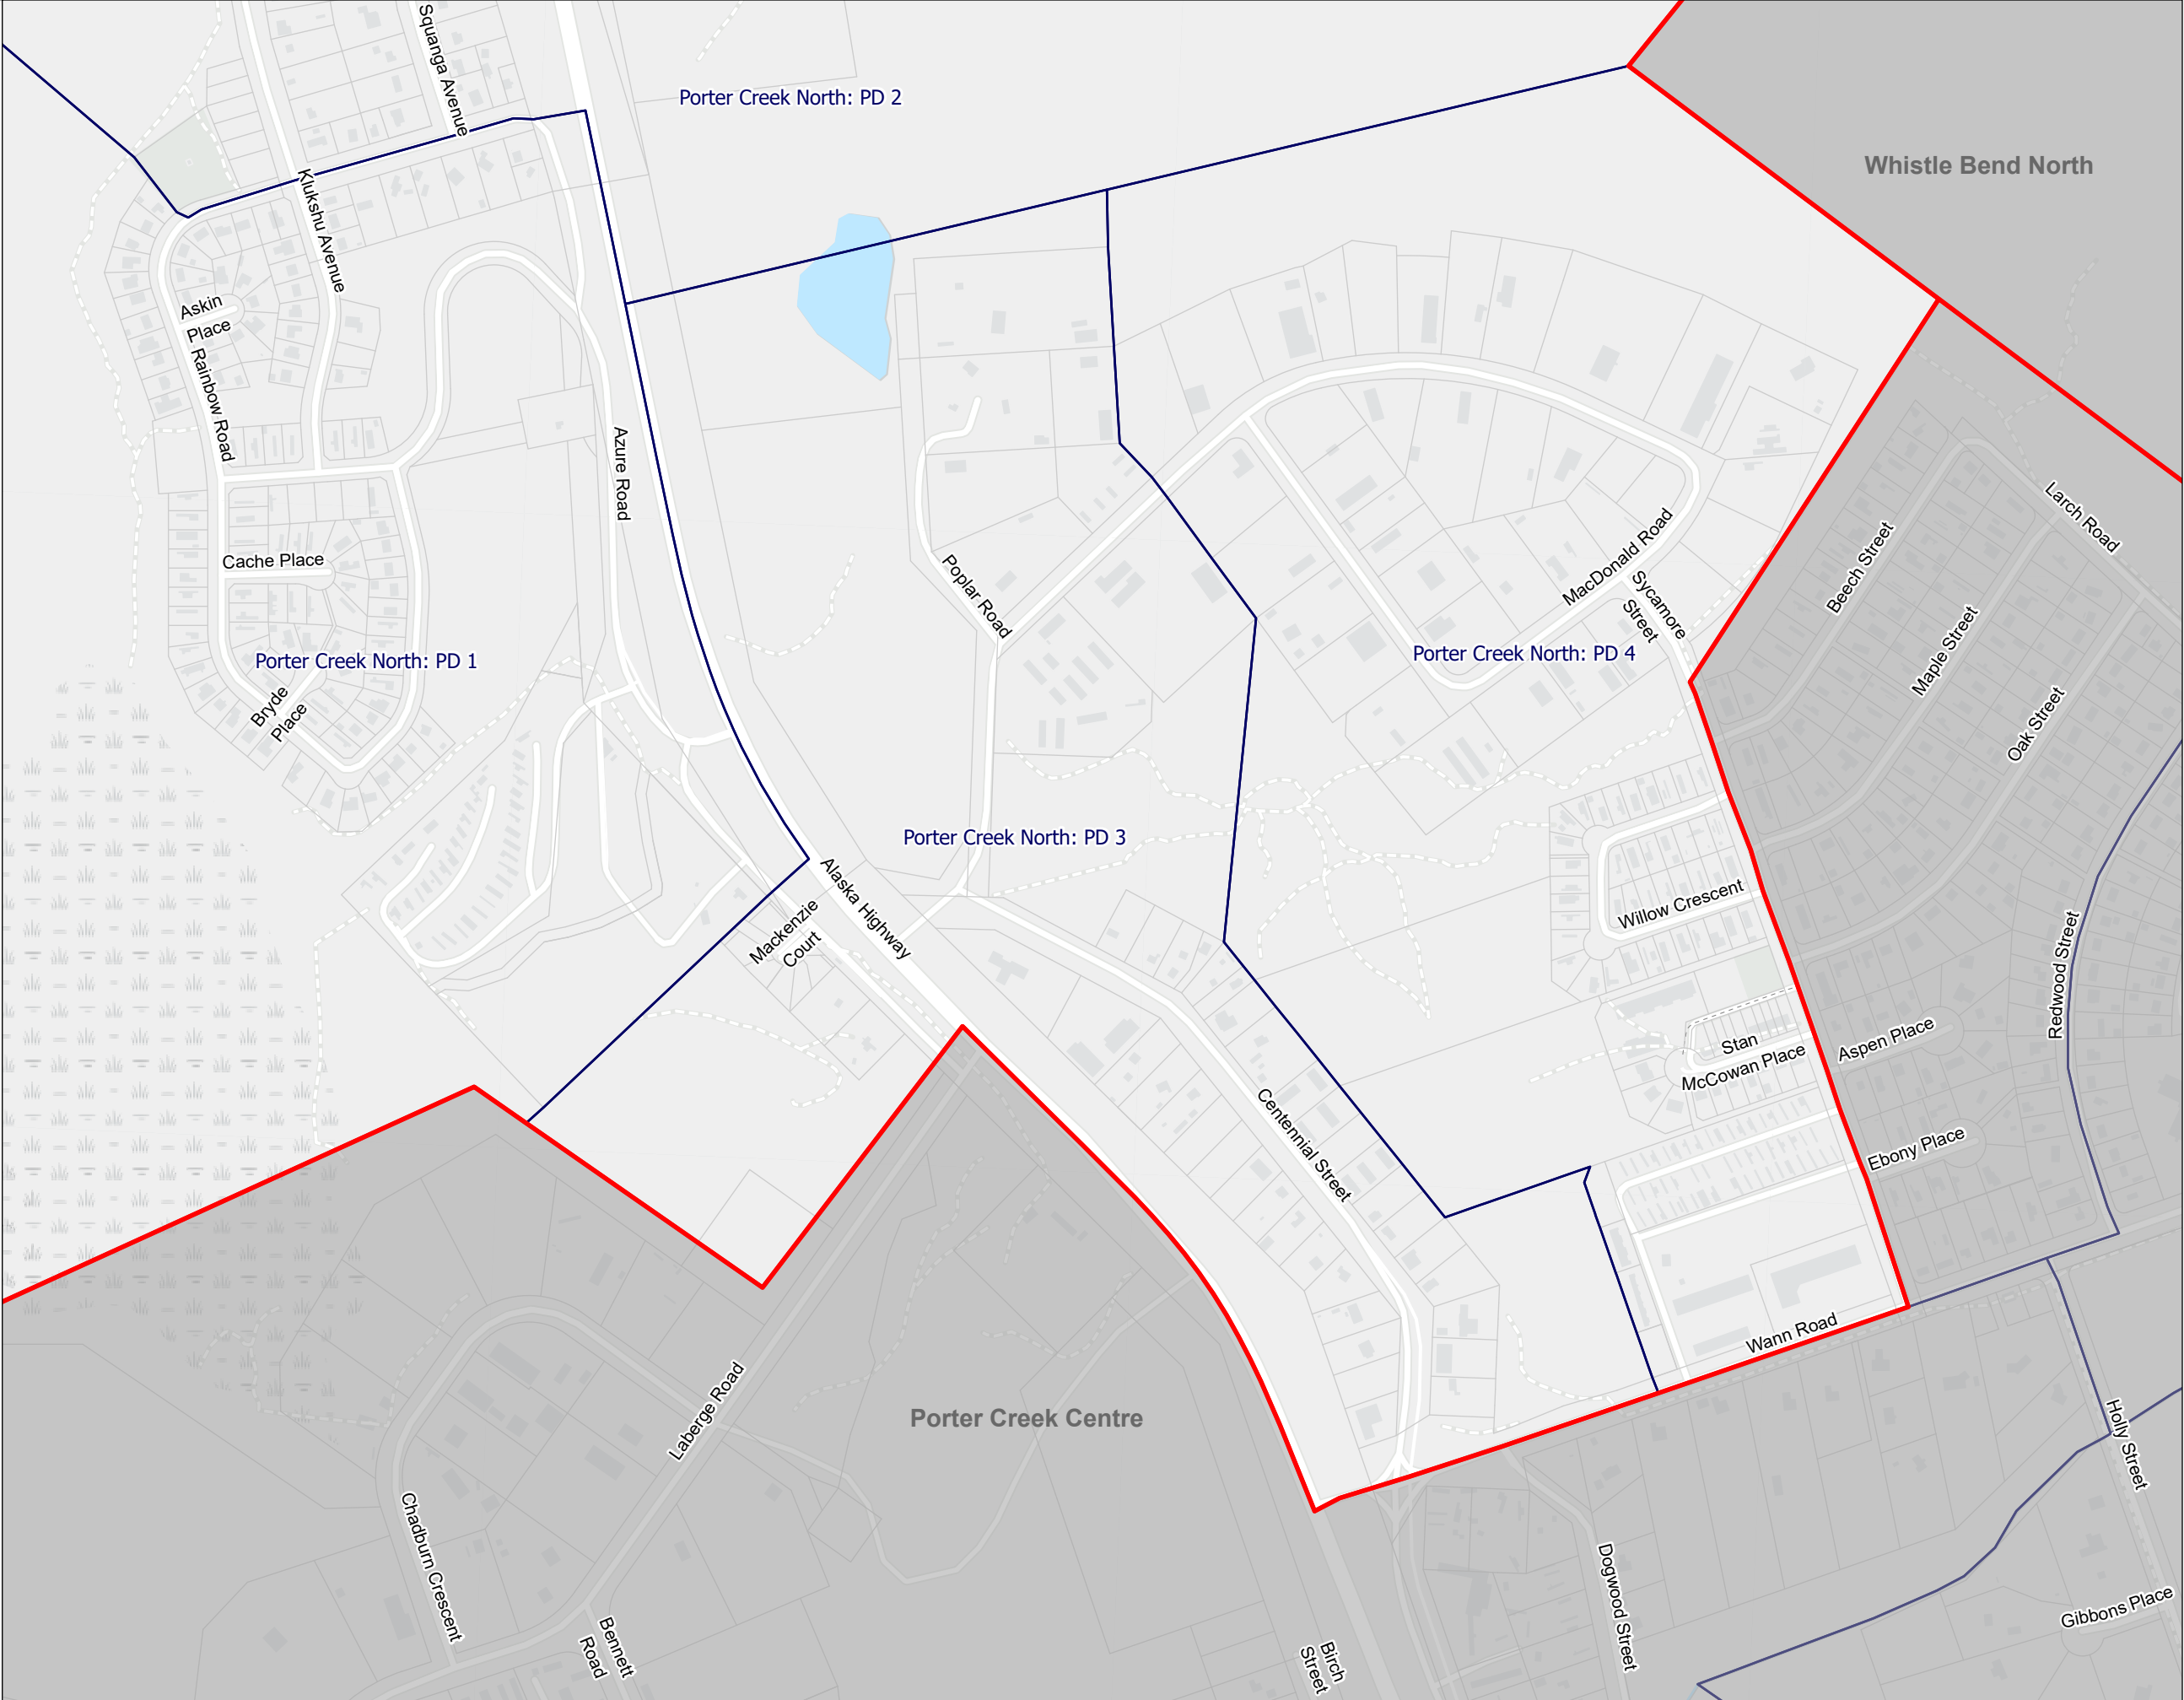 Squanga Avenue
Porter Creek North: PD 2
Whistle Bend North
Klukshu Avenue
Askin
Place
Rainbow Road
Azure Road
Larch Road
Cache Place
Beech Street
MacDonald Road
Poplar Road
Sycamore
Street
Maple Street
Porter Creek North: PD 1
Porter Creek North: PD 4
Oak Street
Bryde
Place
Porter Creek North: PD 3
Alaska Highway
Willow Crescent
Mackenzie
Court
Redwood Street
Stan
McCowan Place
Aspen Place
Centennial Street
Ebony Place
Wann Road
Laberge Road
Porter Creek Centre
Holly Street
Chadburn Crescent
Dogwood Street
Gibbons Place
Bennett
Road
Birch
Street